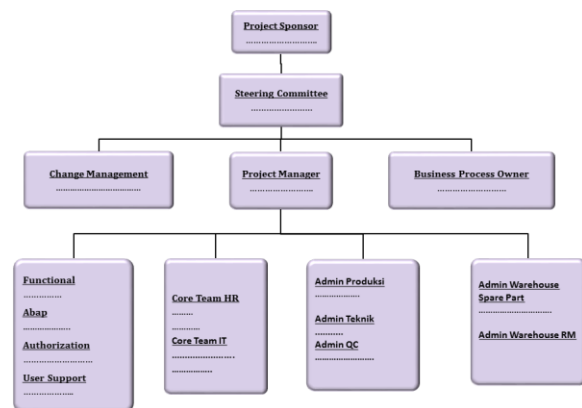 Project Sponsor
……………………….
Steering Committee
……………………
Change Management
………………………………
Project Manager
…………………….
Business Process Owner
………………………
Functional
……………
Abap
……………….
Authorization
………………………
User Support
………………..
Core Team HR
………
…………
Core Team IT
…………………….
……………..
Admin Produksi
……………….
Admin Teknik
………..
Admin QC
……………………
Admin Warehouse
Spare Part
…………………………
Admin Warehouse RM